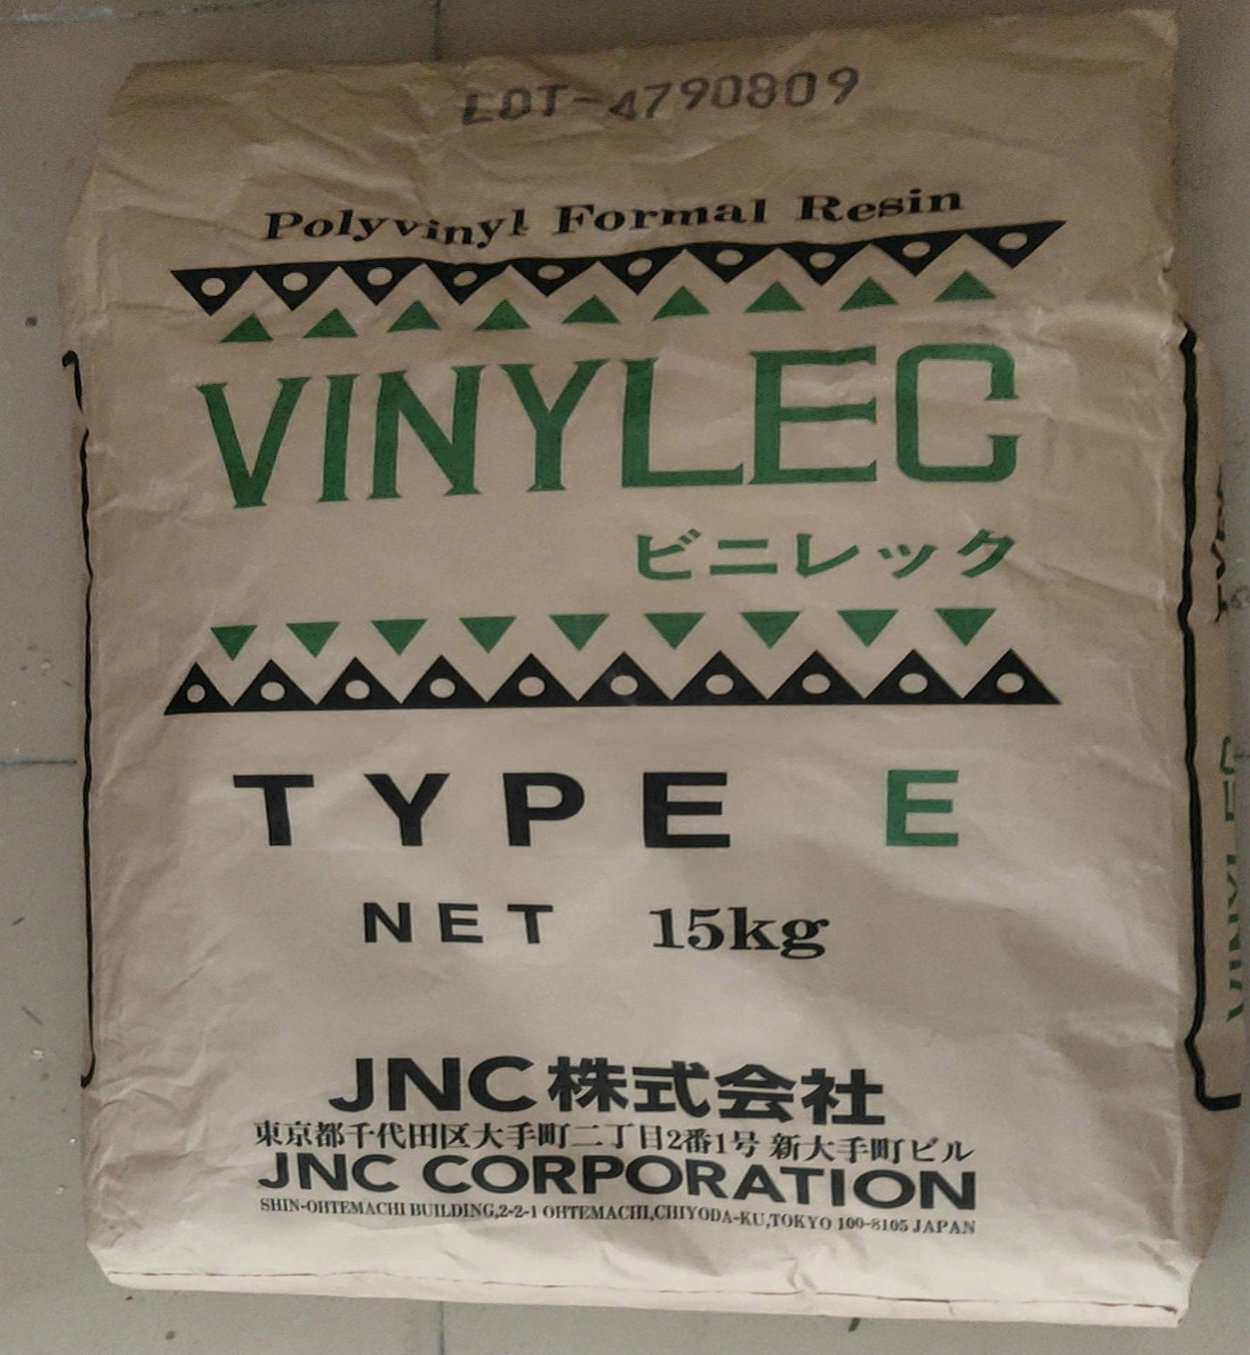 LOT-4790809
Polyvinyl Formal Resin
VINYLEC
ビニレック
TYPE E
NET 15kg
JNC株式会社
東京都千代田区大手町二丁目2番1号 新大手町ビル
JNC CORPORATION
SHIN-OHTEMACHI BUILDING,2-2-1 OHTEMACHI,CHIYODA-KU,TOKYO 100-8105 JAPAN
VINYLEC